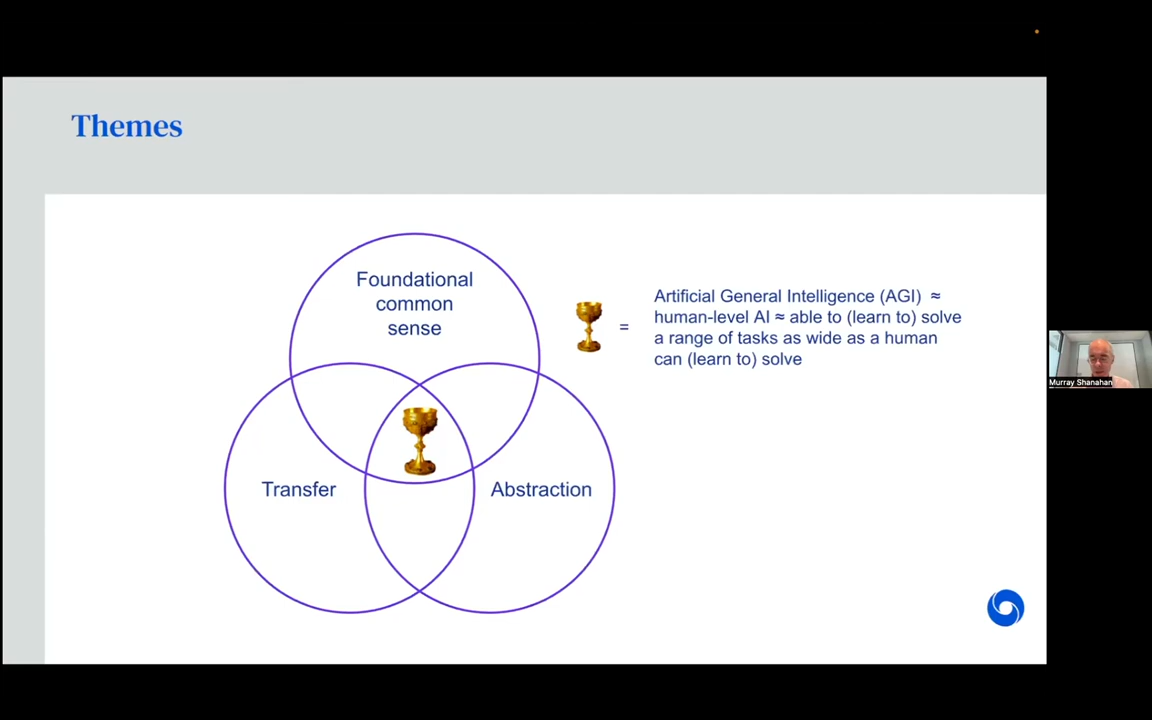 Themes
Foundational
common
sense
Transfer
Abstraction
=
Artificial General Intelligence (AGI) ≈
human-level AI ≈ able to (learn to) solve
a range of tasks as wide as a human
can (learn to) solve
Murray Shanahan